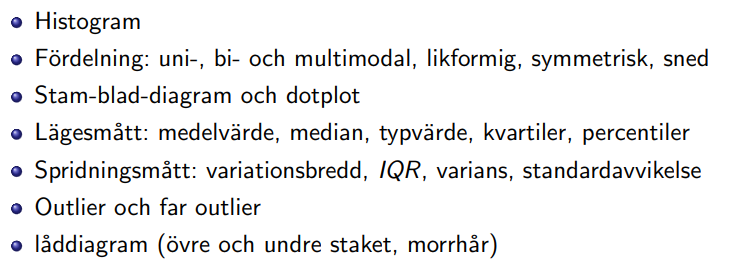 Histogram
Fördelning: uni-, bi- och multimodal, likformig, symmetrisk, sned
Stam-blad-diagram och dotplot
Lägesmått: medelvärde, median, typvärde, kvartiler, percentiler
Spridningsmått: variationsbredd, IQR, varians, standardavvikelse
Outlier och far outlier
låddiagram (övre och undre staket, morrhår)